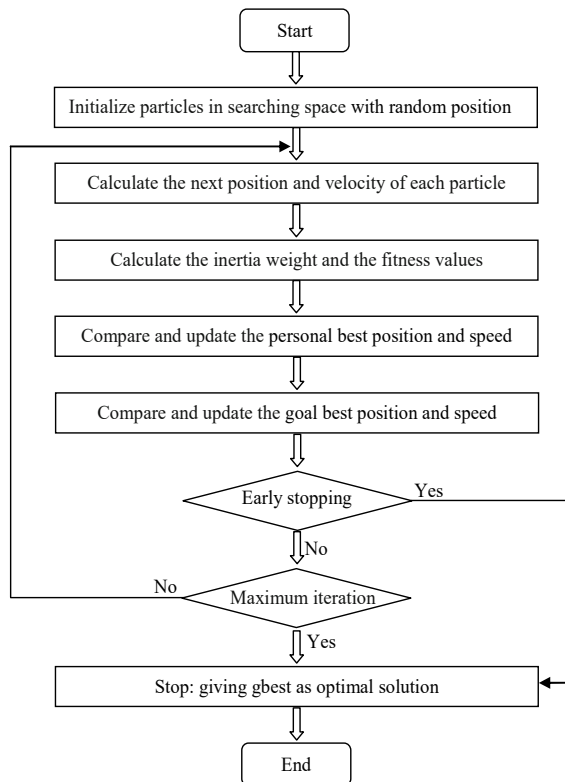 Start
Initialize particles in searching space with random position
Calculate the next position and velocity of each particle
Calculate the inertia weight and the fitness values
Compare and update the personal best position and speed
Compare and update the goal best position and speed
Early stopping
Yes
No
No
Maximum iteration
Yes
Stop: giving gbest as optimal solution
End